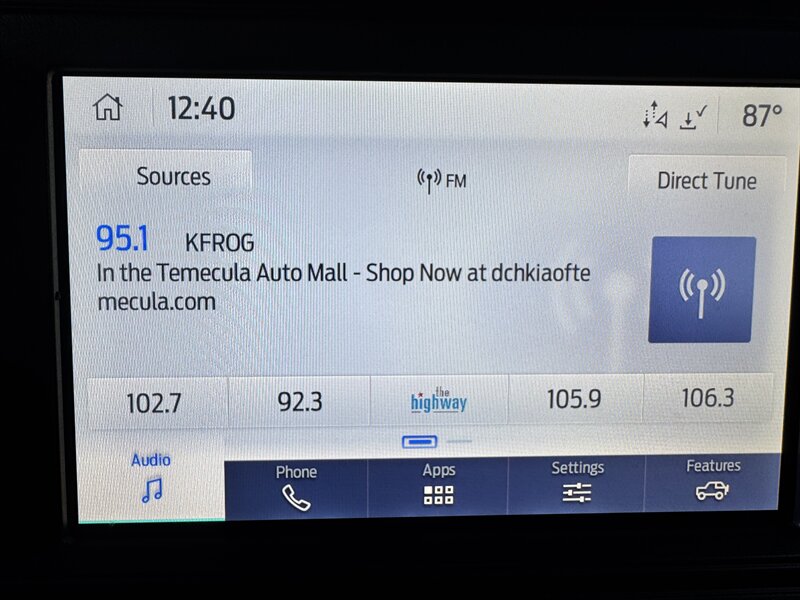 12:40
87°
Sources
FM
Direct Tune
95.1 KFROG
In the Temecula Auto Mall - Shop Now at dchkiaofte
mecula.com
102.7
92.3
the
highway
105.9
106.3
Audio
Phone
Apps
Settings
Features